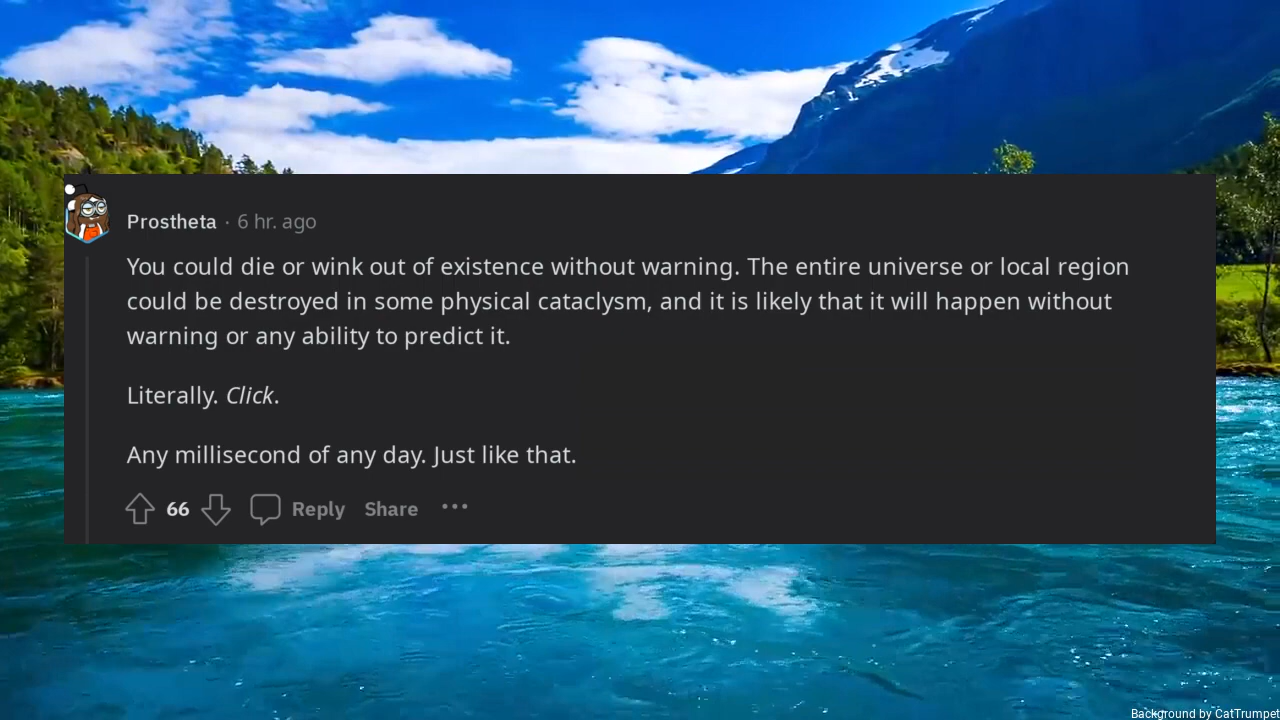 Prostheta · 6 hr. ago
You could die or wink out of existence without warning. The entire universe or local region
could be destroyed in some physical cataclysm, and it is likely that it will happen without
warning or any ability to predict it.
Literally. Click.
Any millisecond of any day. Just like that.
66 Reply Share •••
Background by CatTrumpet